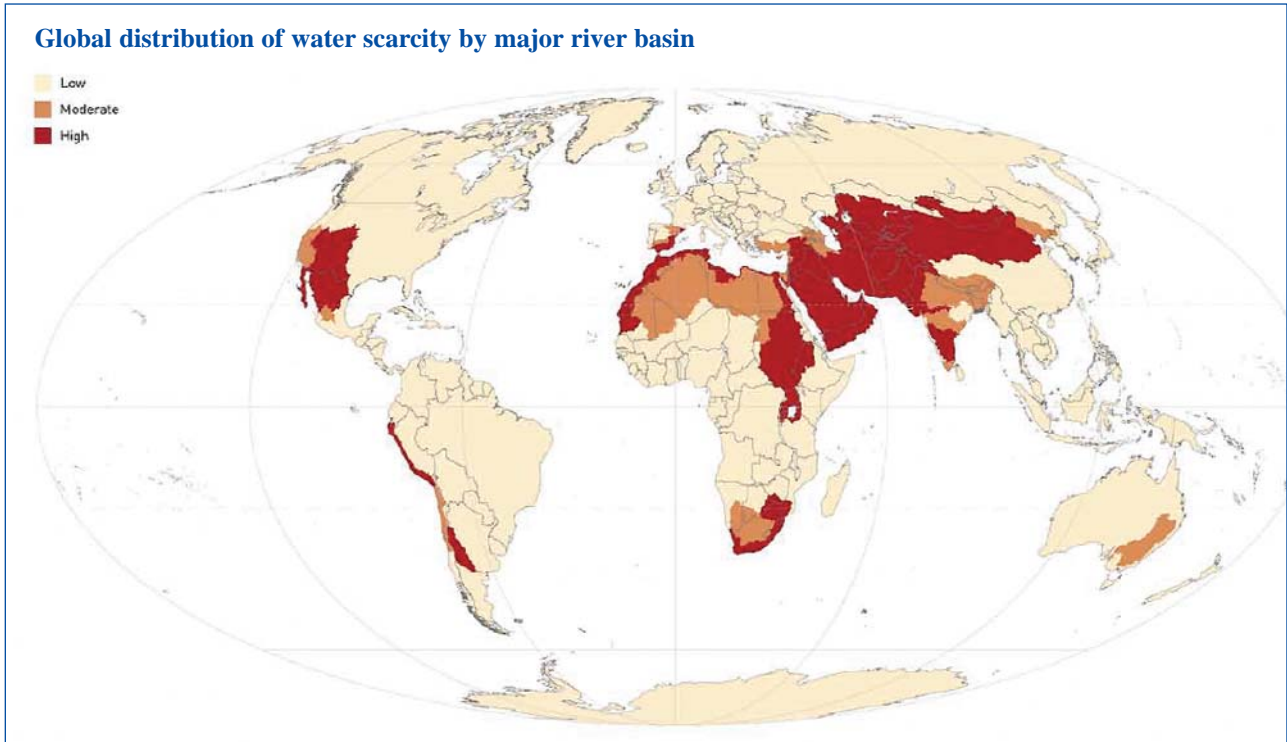 Global distribution of water scarcity by major river basin
Low
Moderate
High